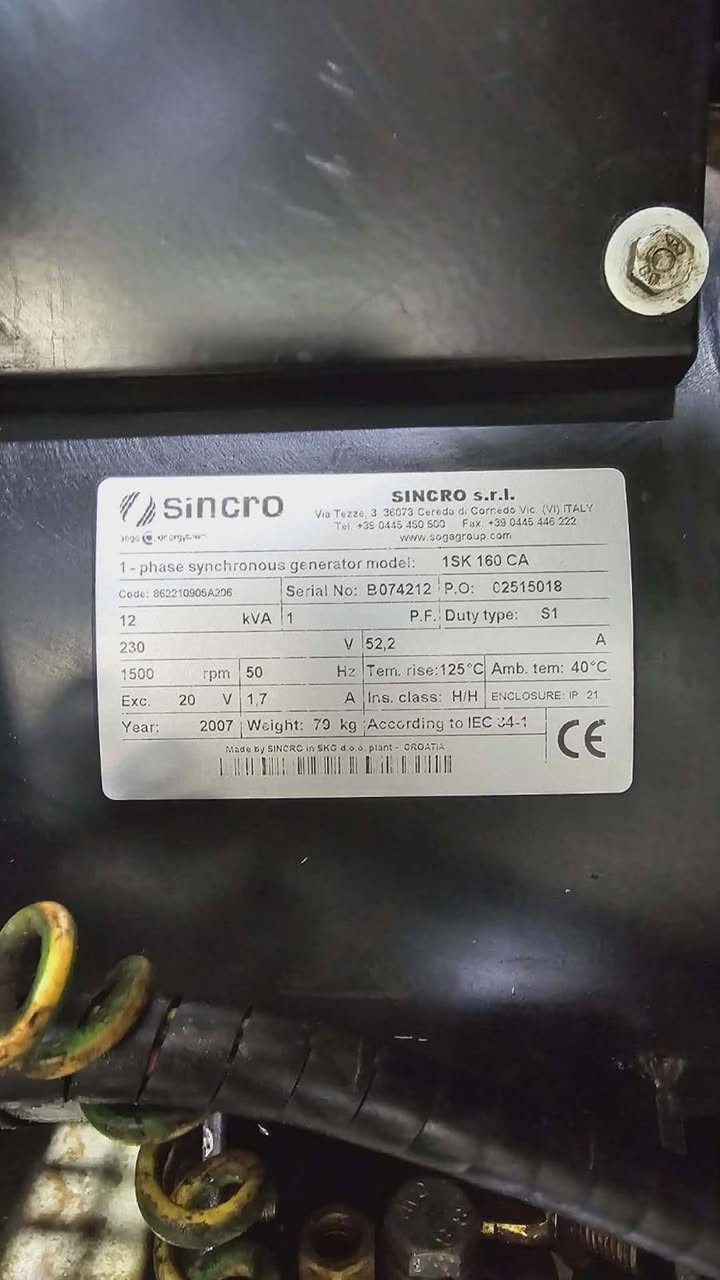 sincro
SINCRO s.r.l.
Via Tezze, 3 36073 Cereda di Cornedo Vic. (VI) ITALY
Tel. +39 0445 450 500 Fax. +39 0445 446 222
www.sogagroup.com
1 - phase synchronous generator model: 1SK 160 CA
Code: 862210905A206 Serial No: B074212 P.O: 02515018
12 kVA 1 P.F. Duty type: S1
230 V 52,2 A
1500 rpm 50 Hz Tem. rise: 125°C Amb. tem: 40°C
Exc. 20 V 1,7 A Ins. class: H/H ENCLOSURE: IP 21
Year: 2007 Weight: 79 kg According to IEC 34-1
CE
Made by SINCRO in SKG d.o.o. plant - CROATIA